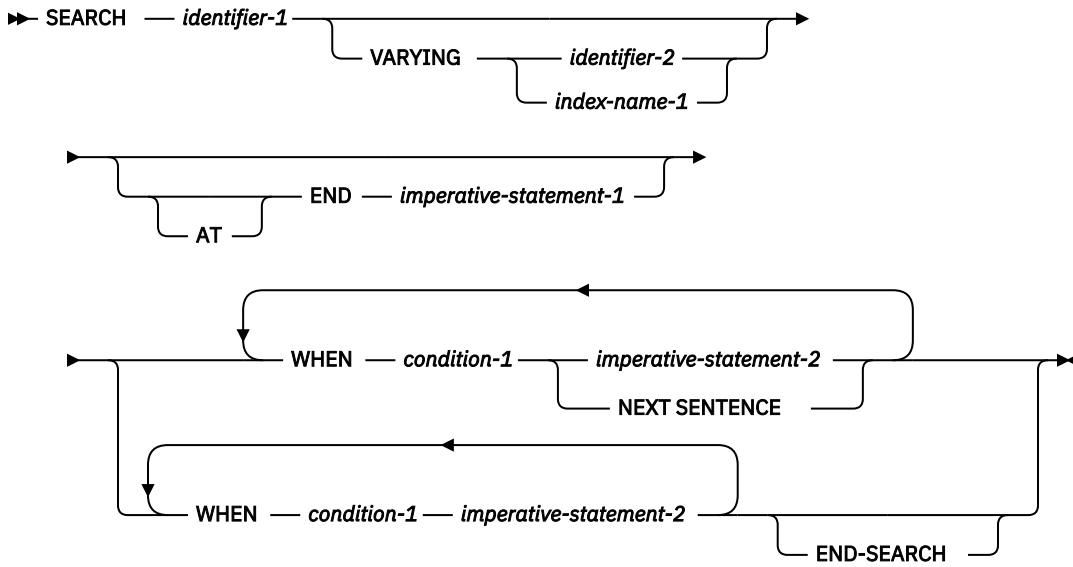 SEARCH identifier-1
VARYING identifier-2
index-name-1
END imperative-statement-1
AT
WHEN condition-1 imperative-statement-2
NEXT SENTENCE
WHEN condition-1 imperative-statement-2
END-SEARCH